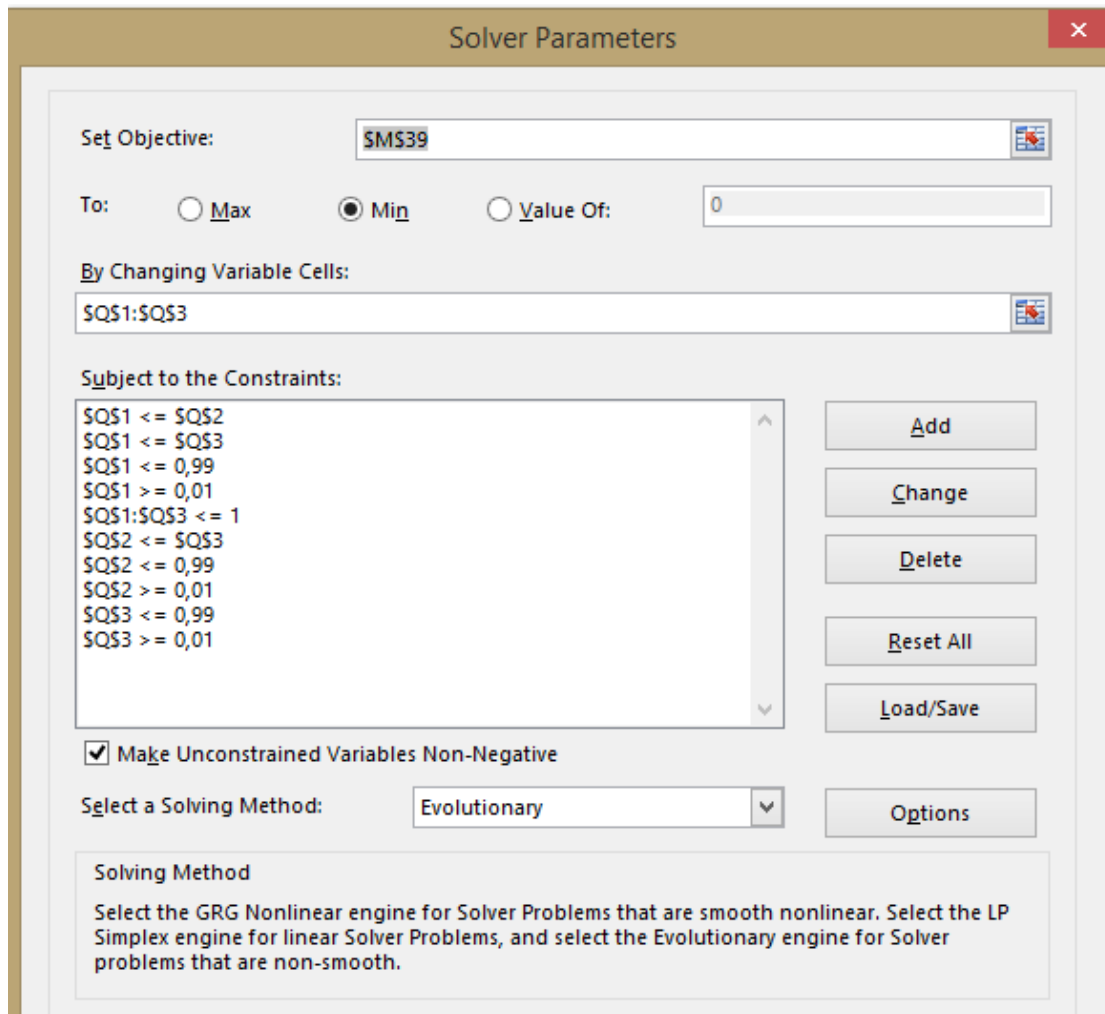 Solver Parameters
Set Objective: $M$39
To: Max Min Value Of: 0
By Changing Variable Cells:
$Q$1:$Q$3
Subject to the Constraints:
$Q$1 <= $Q$2
$Q$1 <= $Q$3
$Q$1 <= 0,99
$Q$1 >= 0,01
$Q$1:$Q$3 <= 1
$Q$2 <= $Q$3
$Q$2 <= 0,99
$Q$2 >= 0,01
$Q$3 <= 0,99
$Q$3 >= 0,01
Add
Change
Delete
Reset All
Load/Save
Make Unconstrained Variables Non-Negative
Select a Solving Method: Evolutionary Options
Solving Method
Select the GRG Nonlinear engine for Solver Problems that are smooth nonlinear. Select the LP
Simplex engine for linear Solver Problems, and select the Evolutionary engine for Solver
problems that are non-smooth.